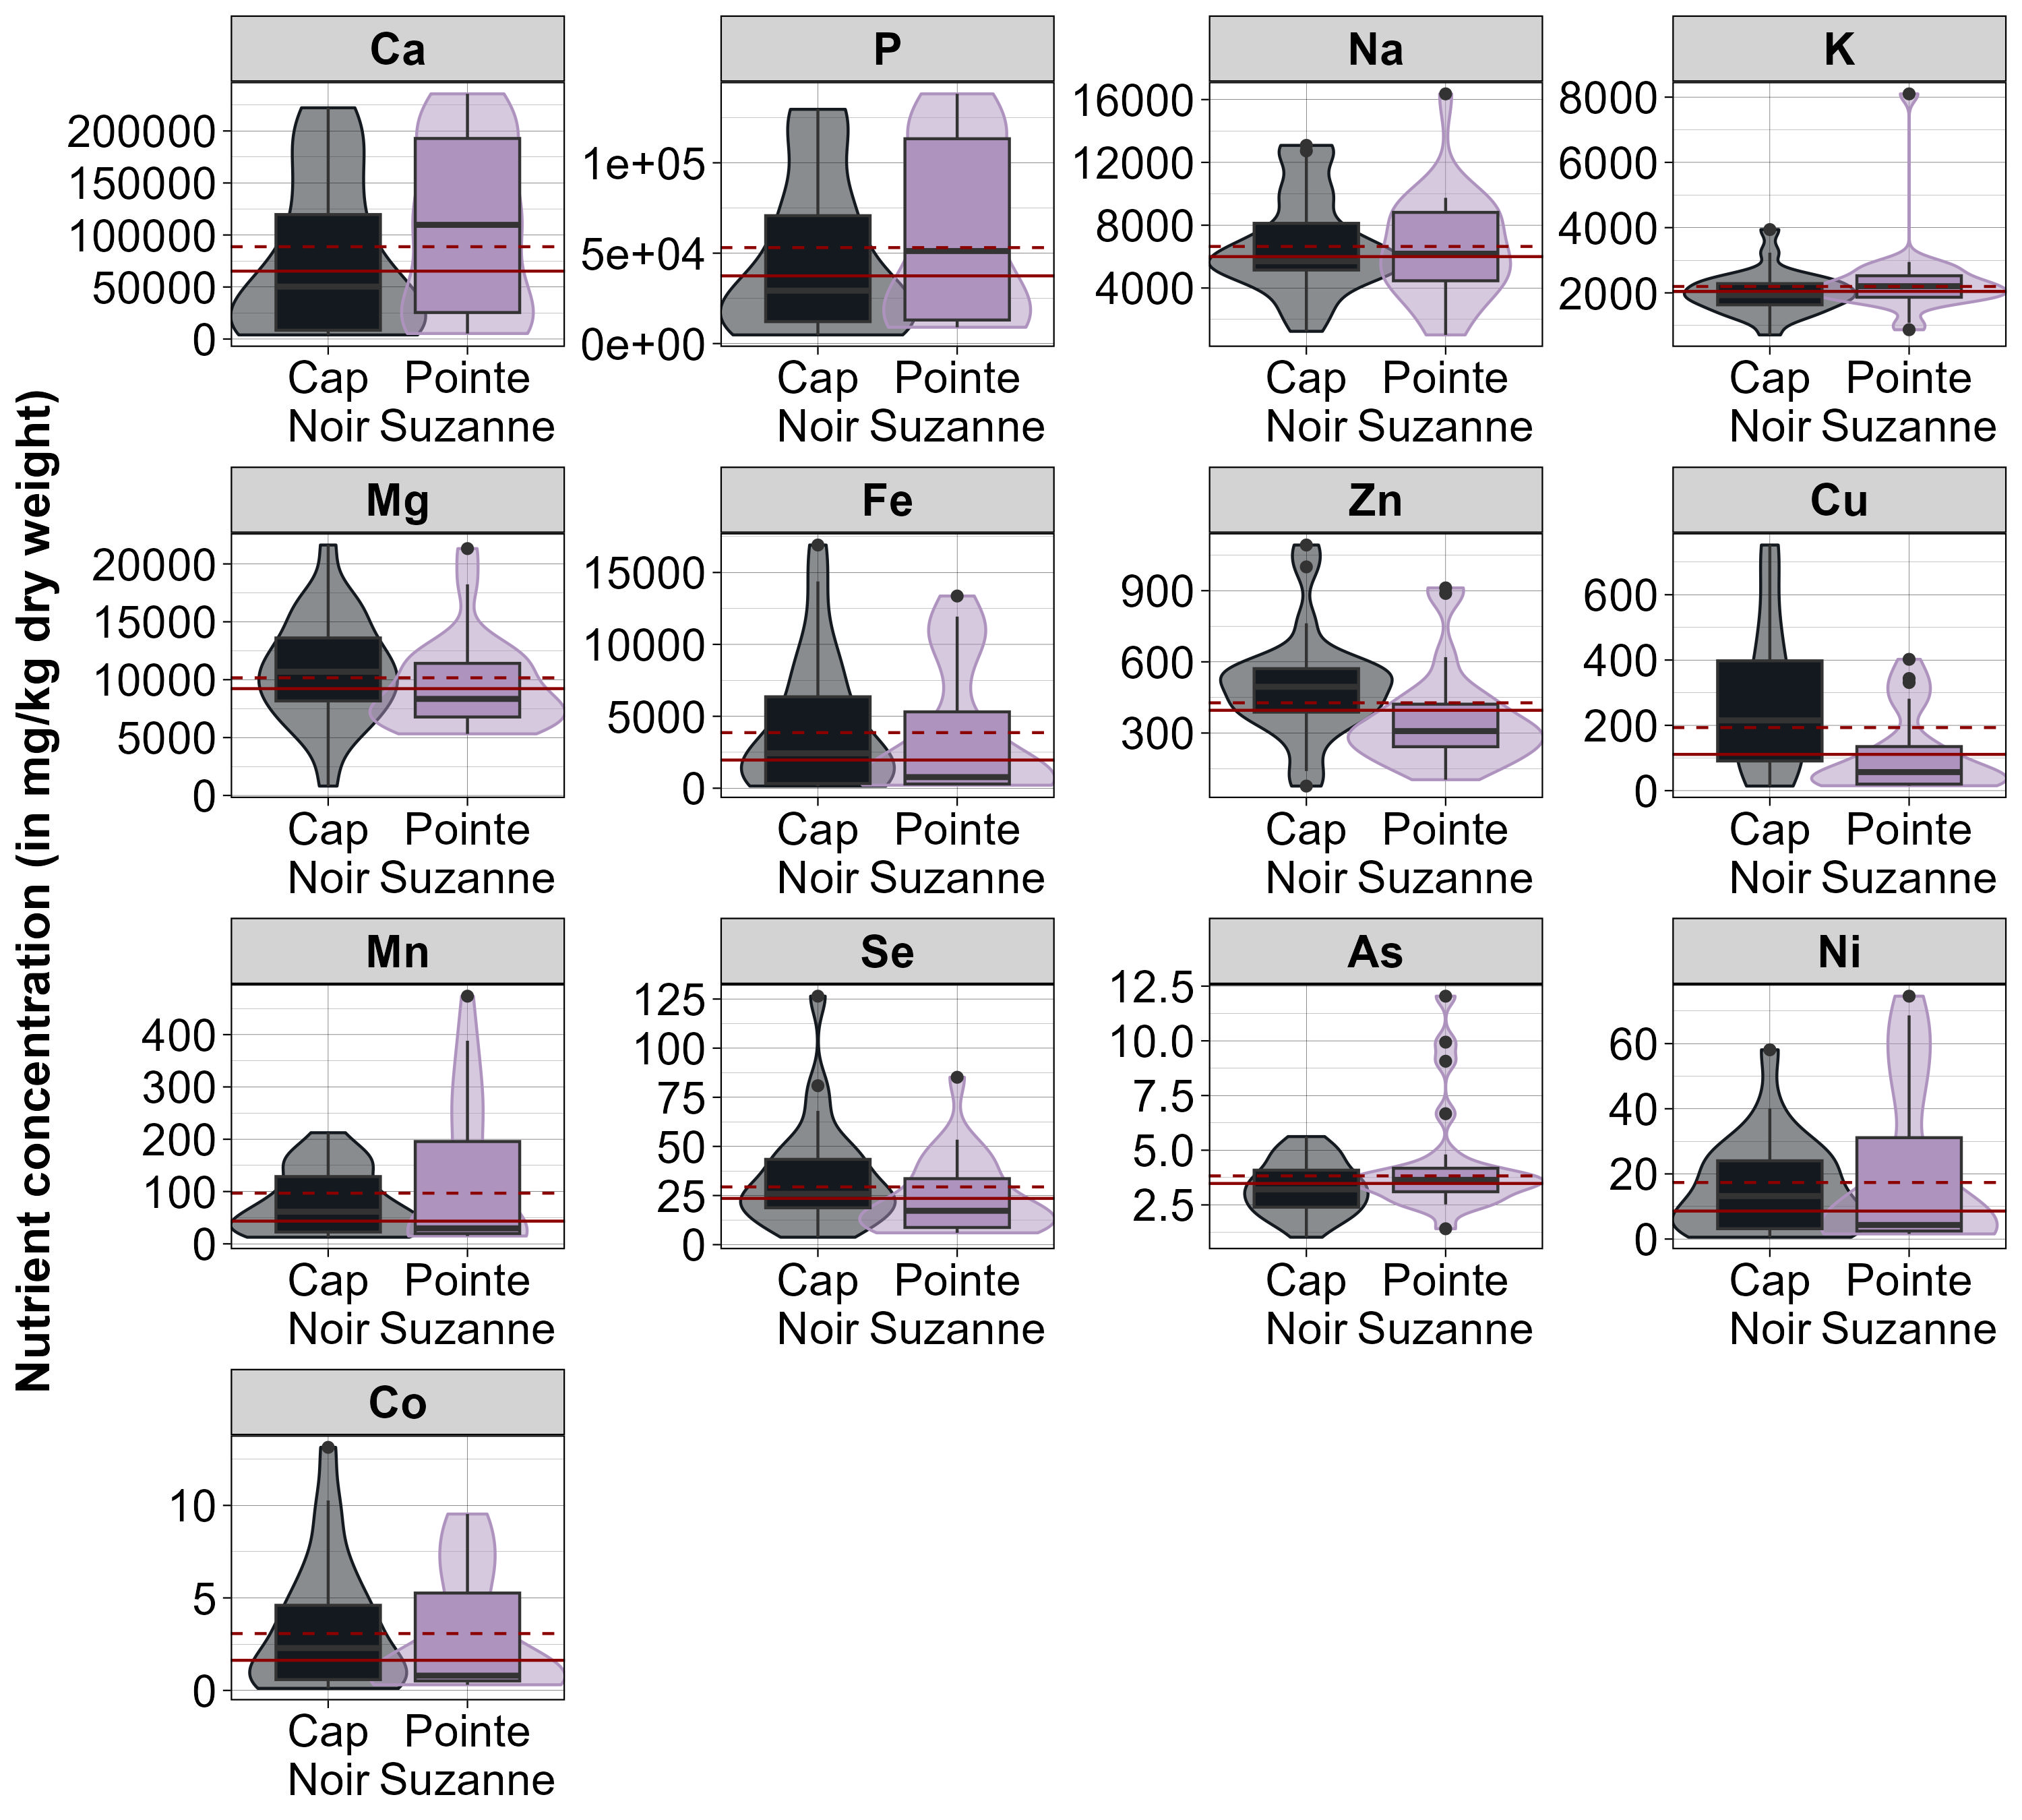 Nutrient concentration (in mg/kg dry weight)
Ca
200000
150000
100000
50000
0
Cap Pointe
Noir Suzanne
P
1e+05
5e+04
0e+00
Cap Pointe
Noir Suzanne
Na
16000
12000
8000
4000
Cap Pointe
Noir Suzanne
K
8000
6000
4000
2000
Cap Pointe
Noir Suzanne
Mg
20000
15000
10000
5000
0
Cap Pointe
Noir Suzanne
Fe
15000
10000
5000
0
Cap Pointe
Noir Suzanne
Zn
900
600
300
Cap Pointe
Noir Suzanne
Cu
600
400
200
0
Cap Pointe
Noir Suzanne
Mn
400
300
200
100
0
Cap Pointe
Noir Suzanne
Se
125
100
75
50
25
0
Cap Pointe
Noir Suzanne
As
12.5
10.0
7.5
5.0
2.5
Cap Pointe
Noir Suzanne
Ni
60
40
20
0
Cap Pointe
Noir Suzanne
Co
10
5
0
Cap Pointe
Noir Suzanne